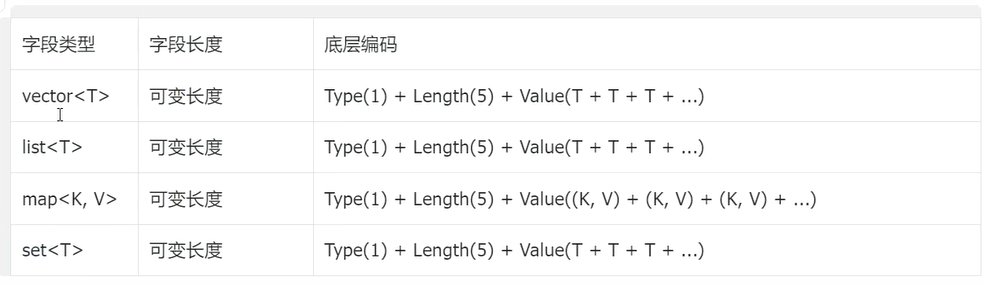 字段类型 字段长度 底层编码
vector<T> 可变长度 Type(1) + Length(5) + Value(T + T + T + ...)
list<T> 可变长度 Type(1) + Length(5) + Value(T + T + T + ...)
map<K, V> 可变长度 Type(1) + Length(5) + Value((K, V) + (K, V) + (K, V) + ...)
set<T> 可变长度 Type(1) + Length(5) + Value(T + T + T + ...)